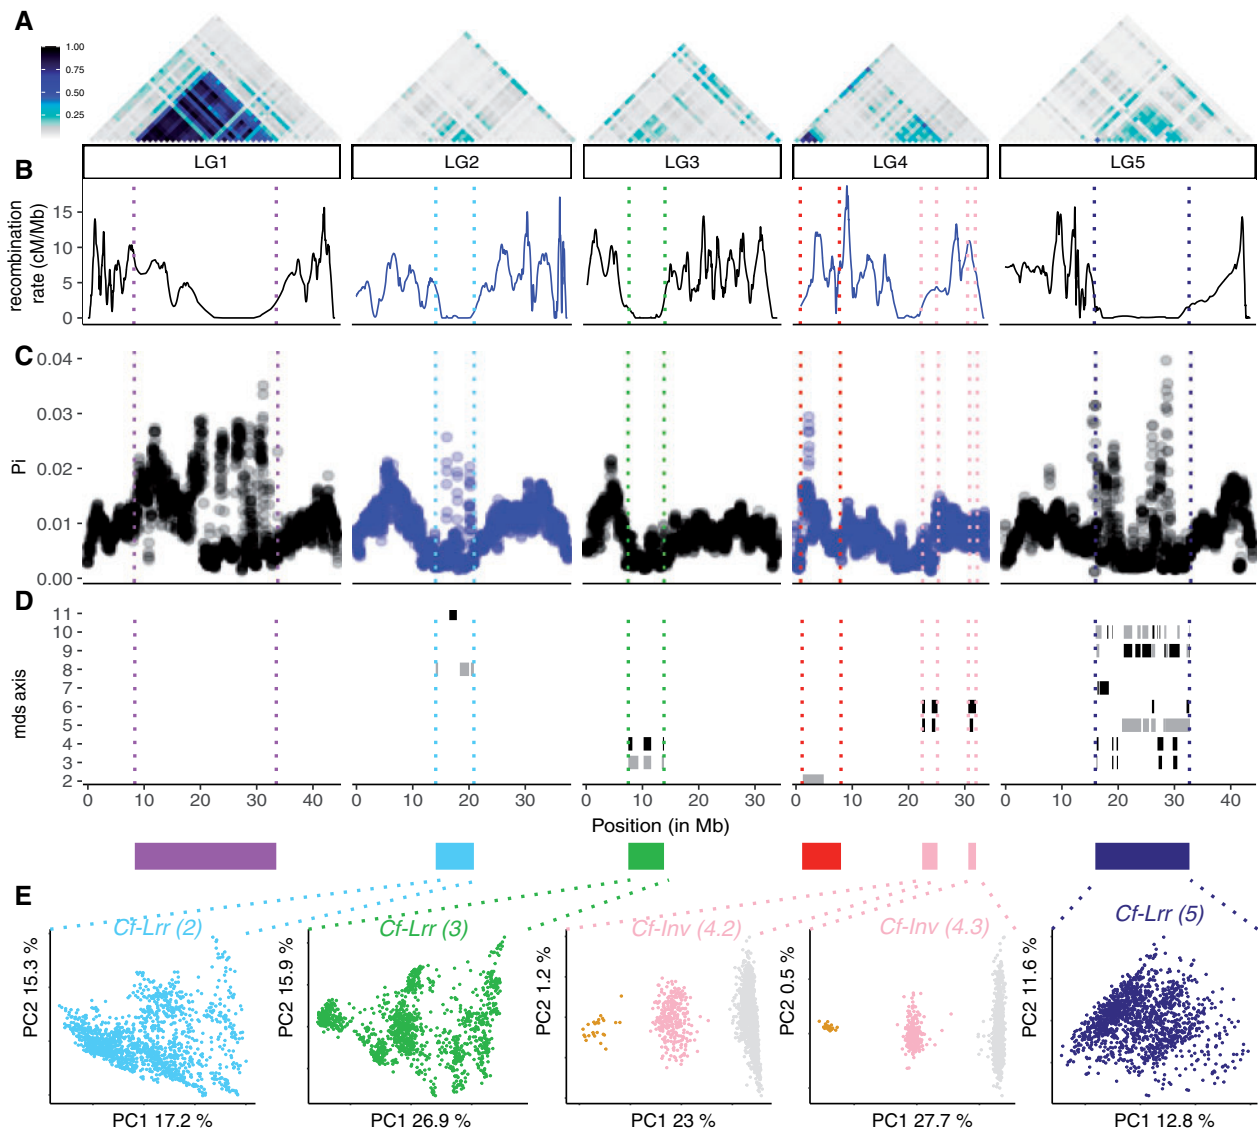 A
1.00
0.75
0.50
0.25
LG1 LG2 LG3 LG4 LG5
B
recombination
rate (cM/Mb)
15
10
5
0
C
Pi
0.04
0.03
0.02
0.01
0.00
D
mds axis
11
10
9
8
7
6
5
4
3
2
0 10 20 30 40 0 10 20 30 0 10 20 30 0 10 20 30 0 10 20 30 40
Position (in Mb)
E
Cf-Lrr (2)
PC2 15.3 %
PC1 17.2 %
Cf-Lrr (3)
PC2 15.9 %
PC1 26.9 %
Cf-Inv (4.2)
PC2 1.2 %
PC1 23 %
Cf-Inv (4.3)
PC2 0.5 %
PC1 27.7 %
Cf-Lrr (5)
PC2 11.6 %
PC1 12.8 %